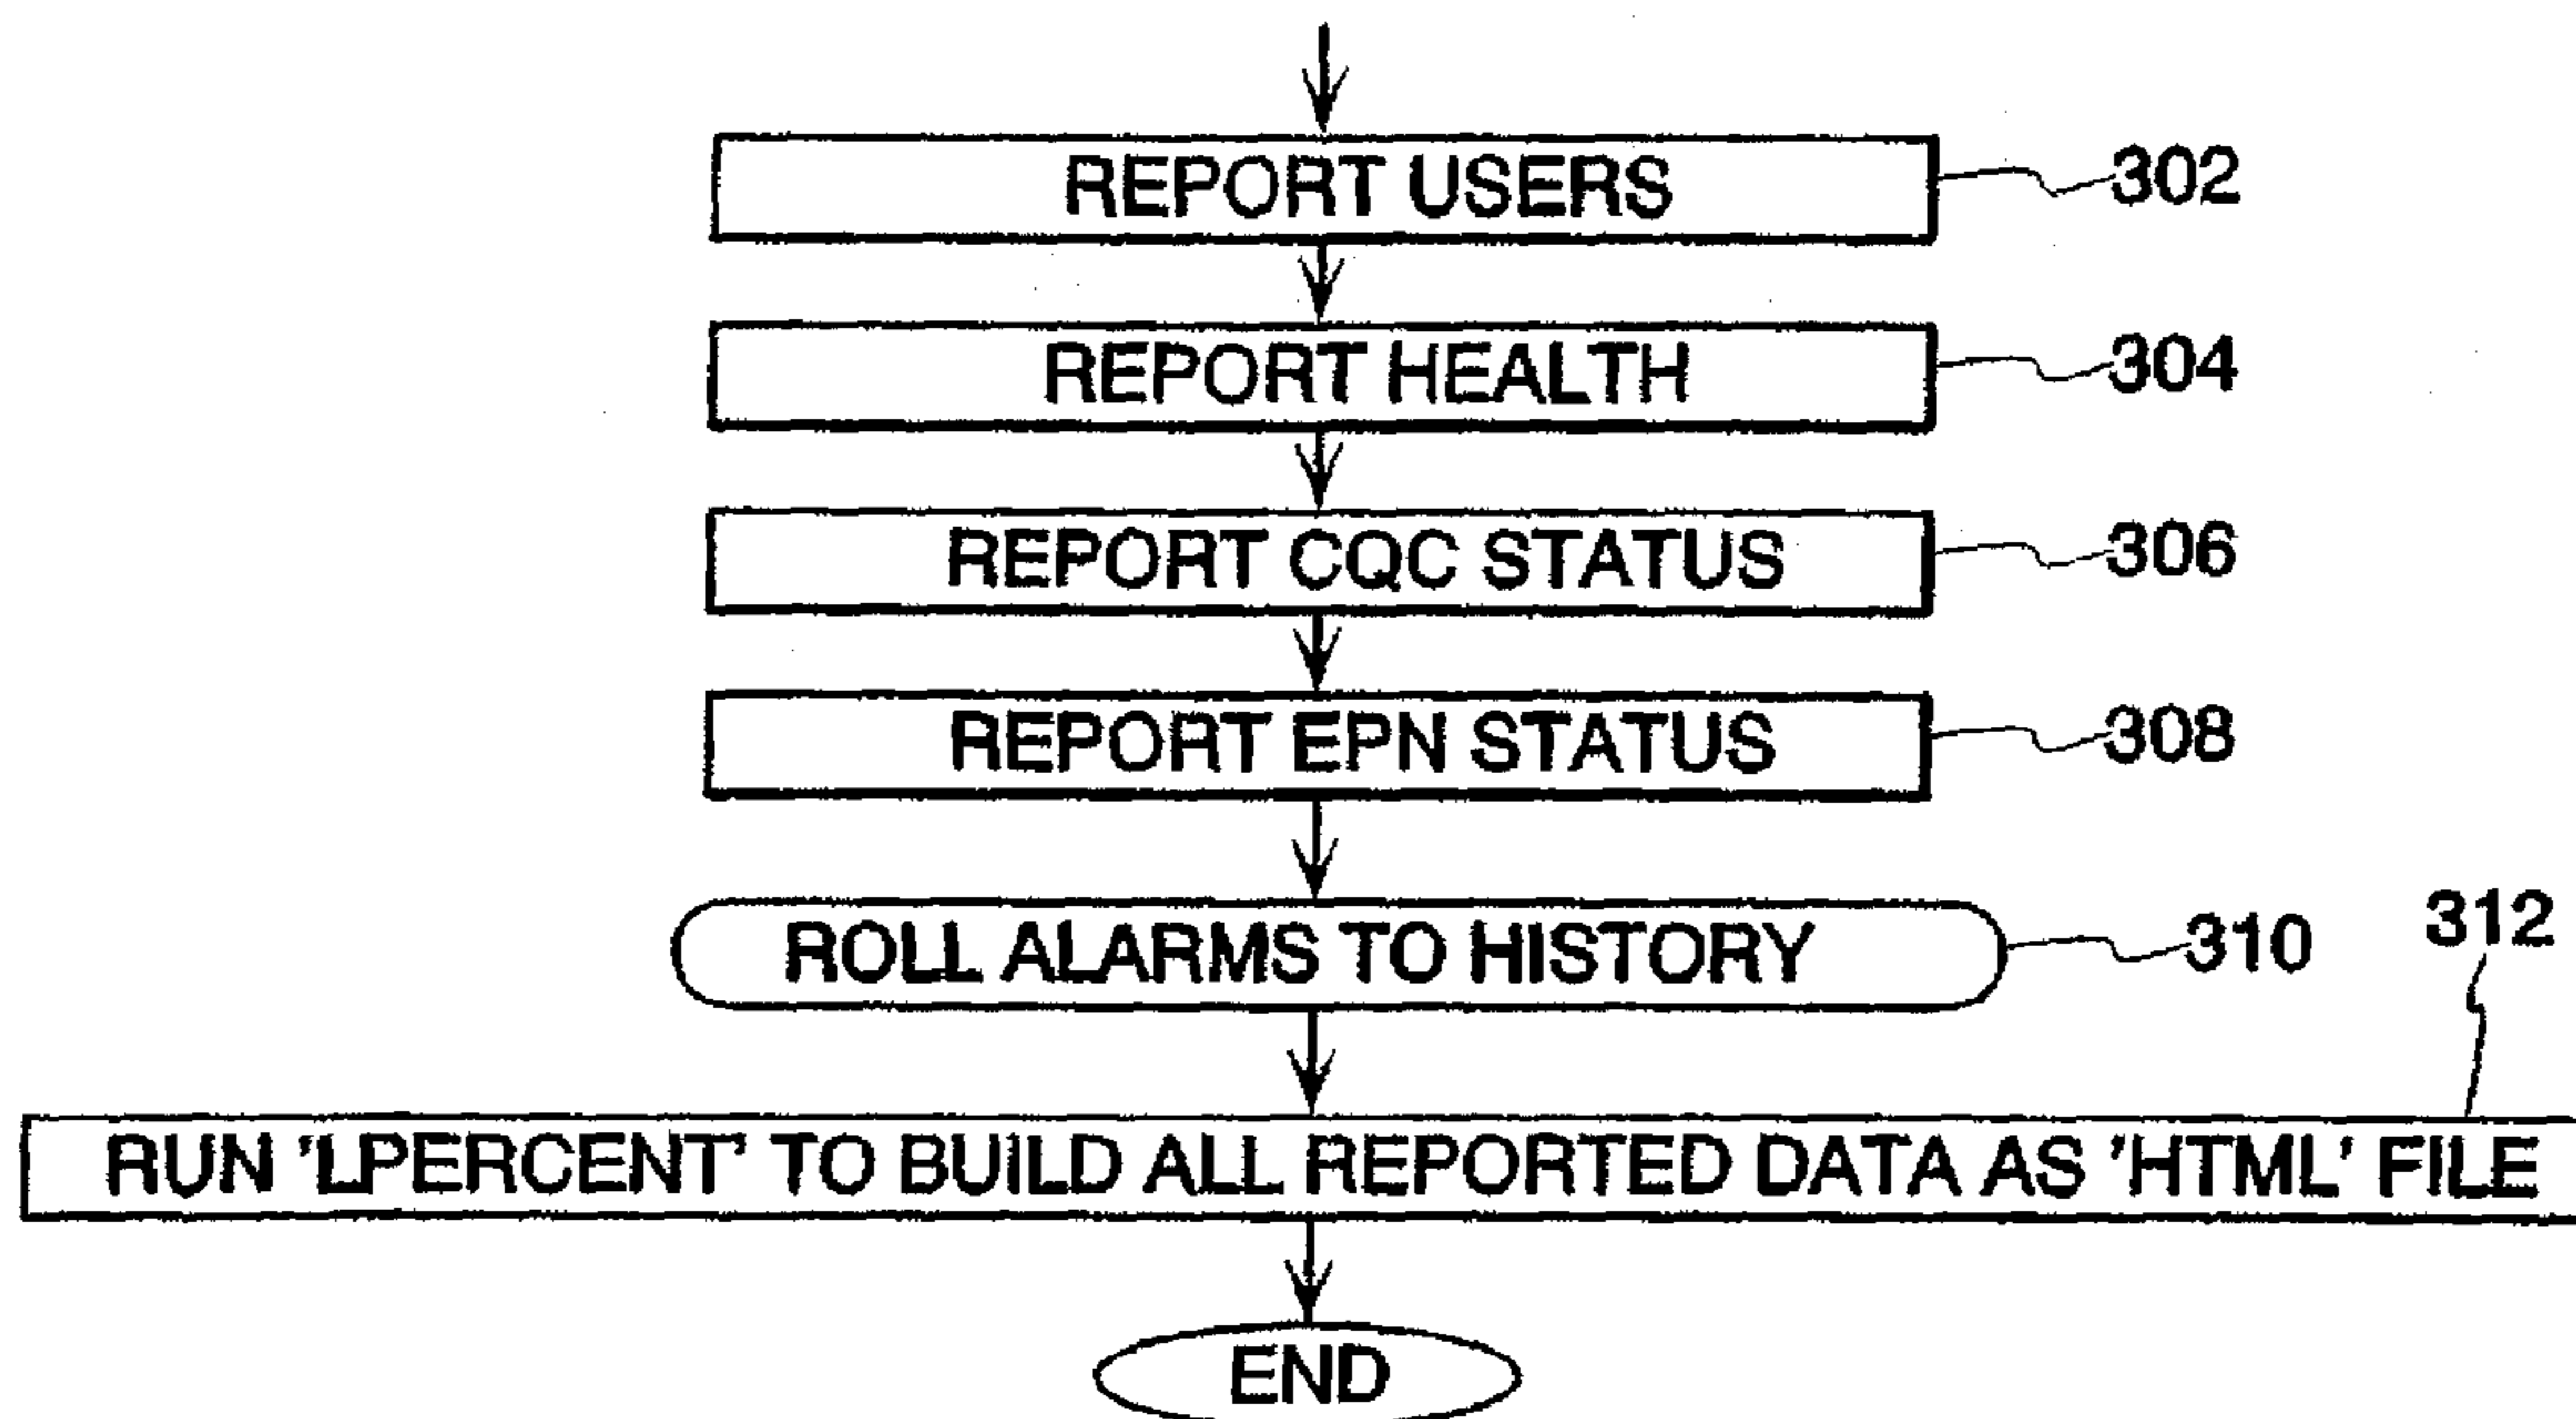 REPORT USERS
302
REPORT HEALTH
304
REPORT CQC STATUS
306
REPORT EPN STATUS
308
ROLL ALARMS TO HISTORY
310
312
RUN 'LPERCENT' TO BUILD ALL REPORTED DATA AS 'HTML' FILE
END